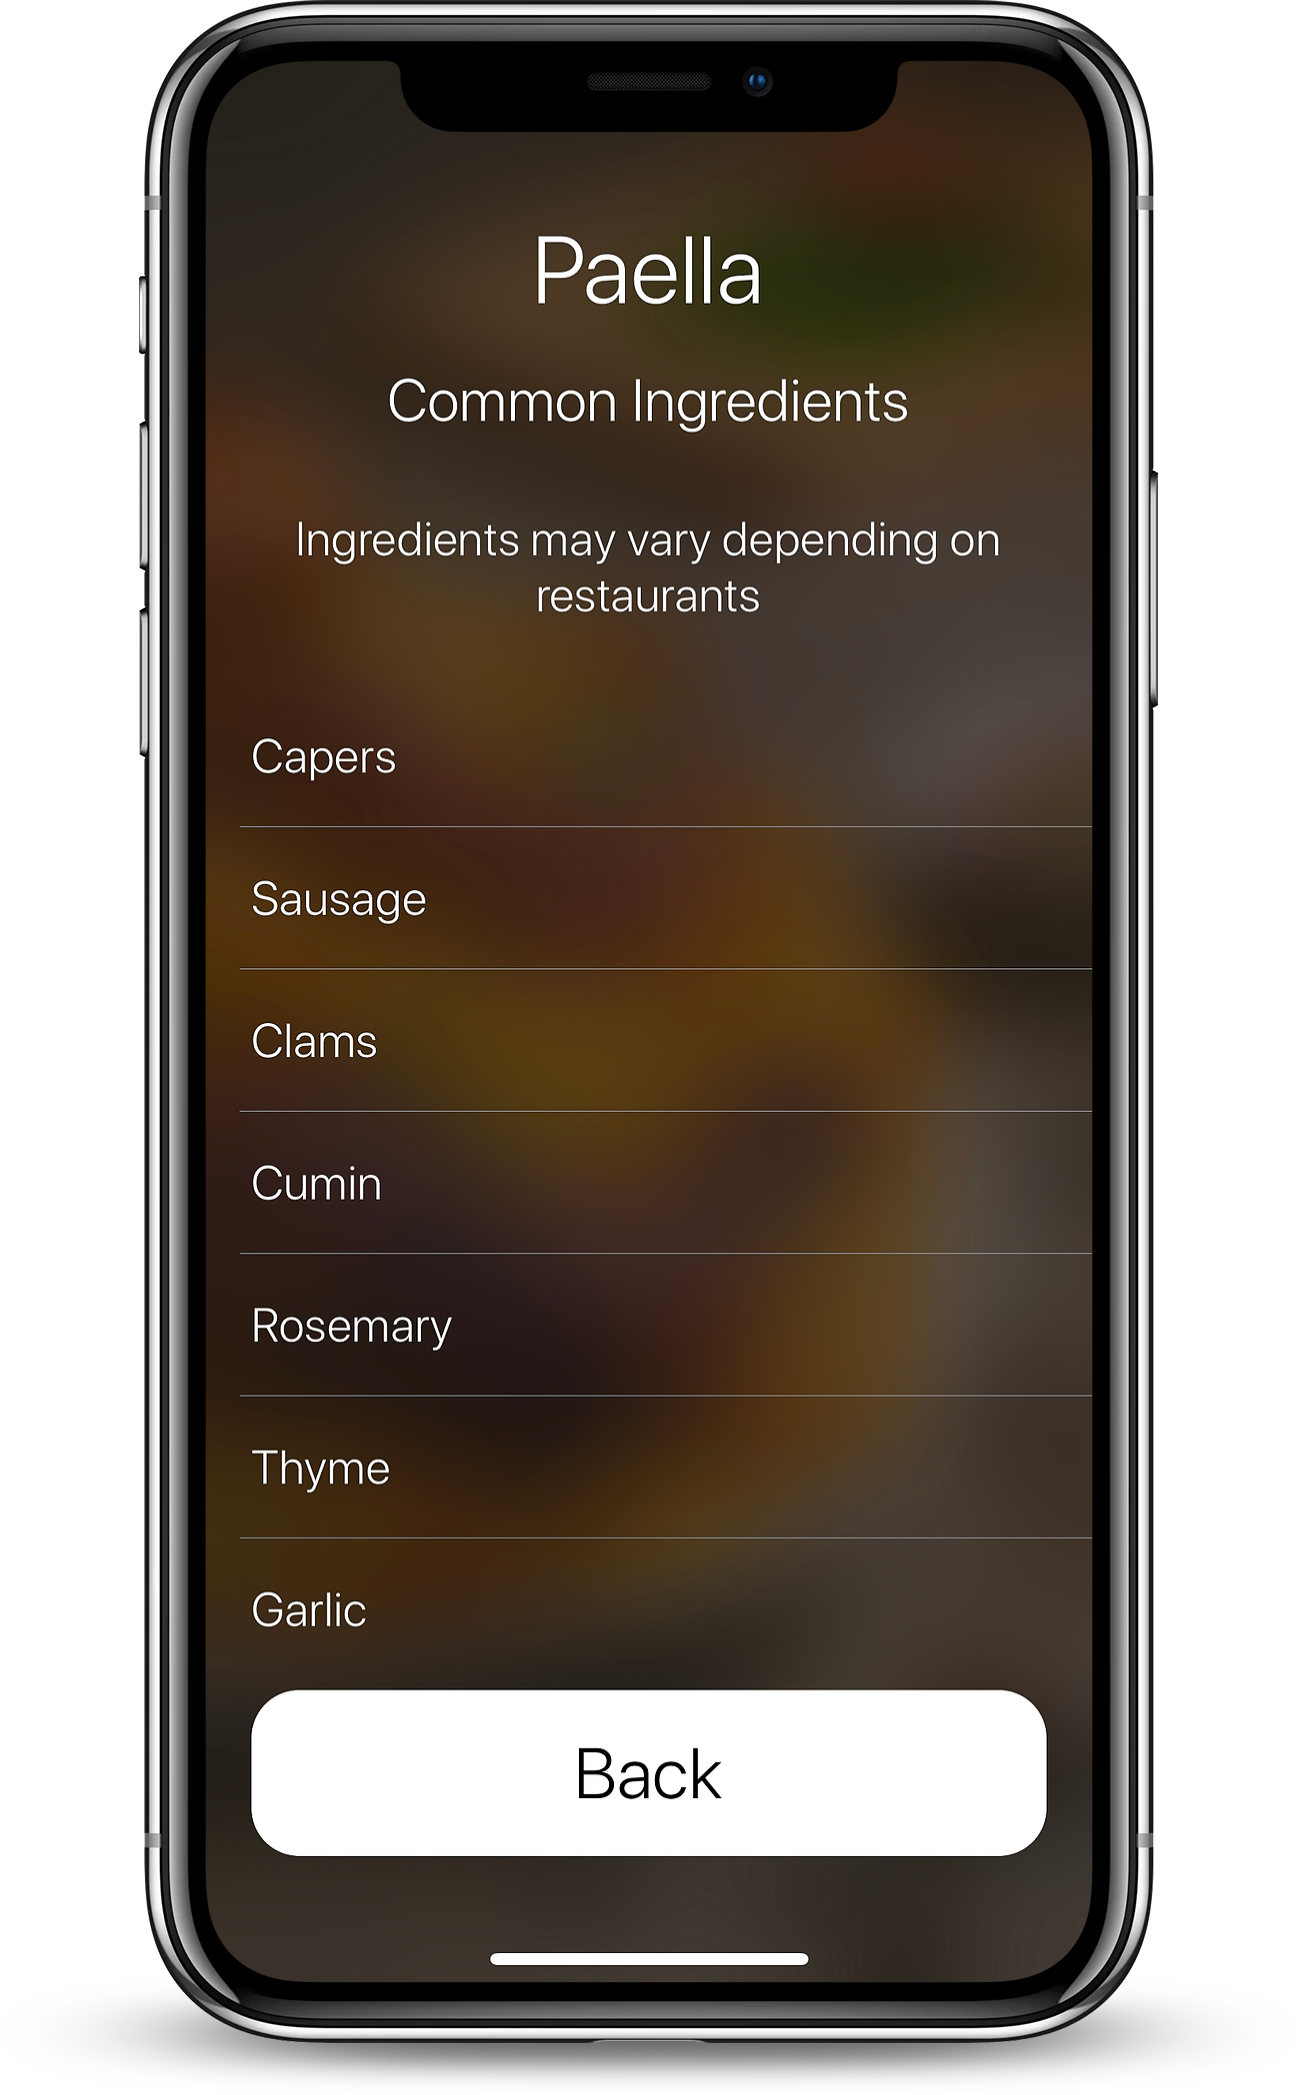 Paella
Common Ingredients
Ingredients may vary depending on
restaurants
Capers
Sausage
Clams
Cumin
Rosemary
Thyme
Garlic
Back